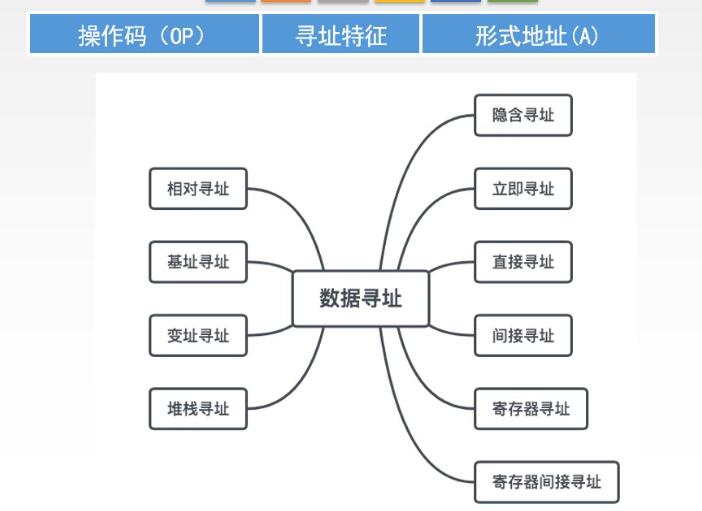 操作码（OP） 寻址特征 形式地址(A)
隐含寻址
相对寻址
立即寻址
基址寻址
直接寻址
数据寻址
变址寻址
间接寻址
堆栈寻址
寄存器寻址
寄存器间接寻址